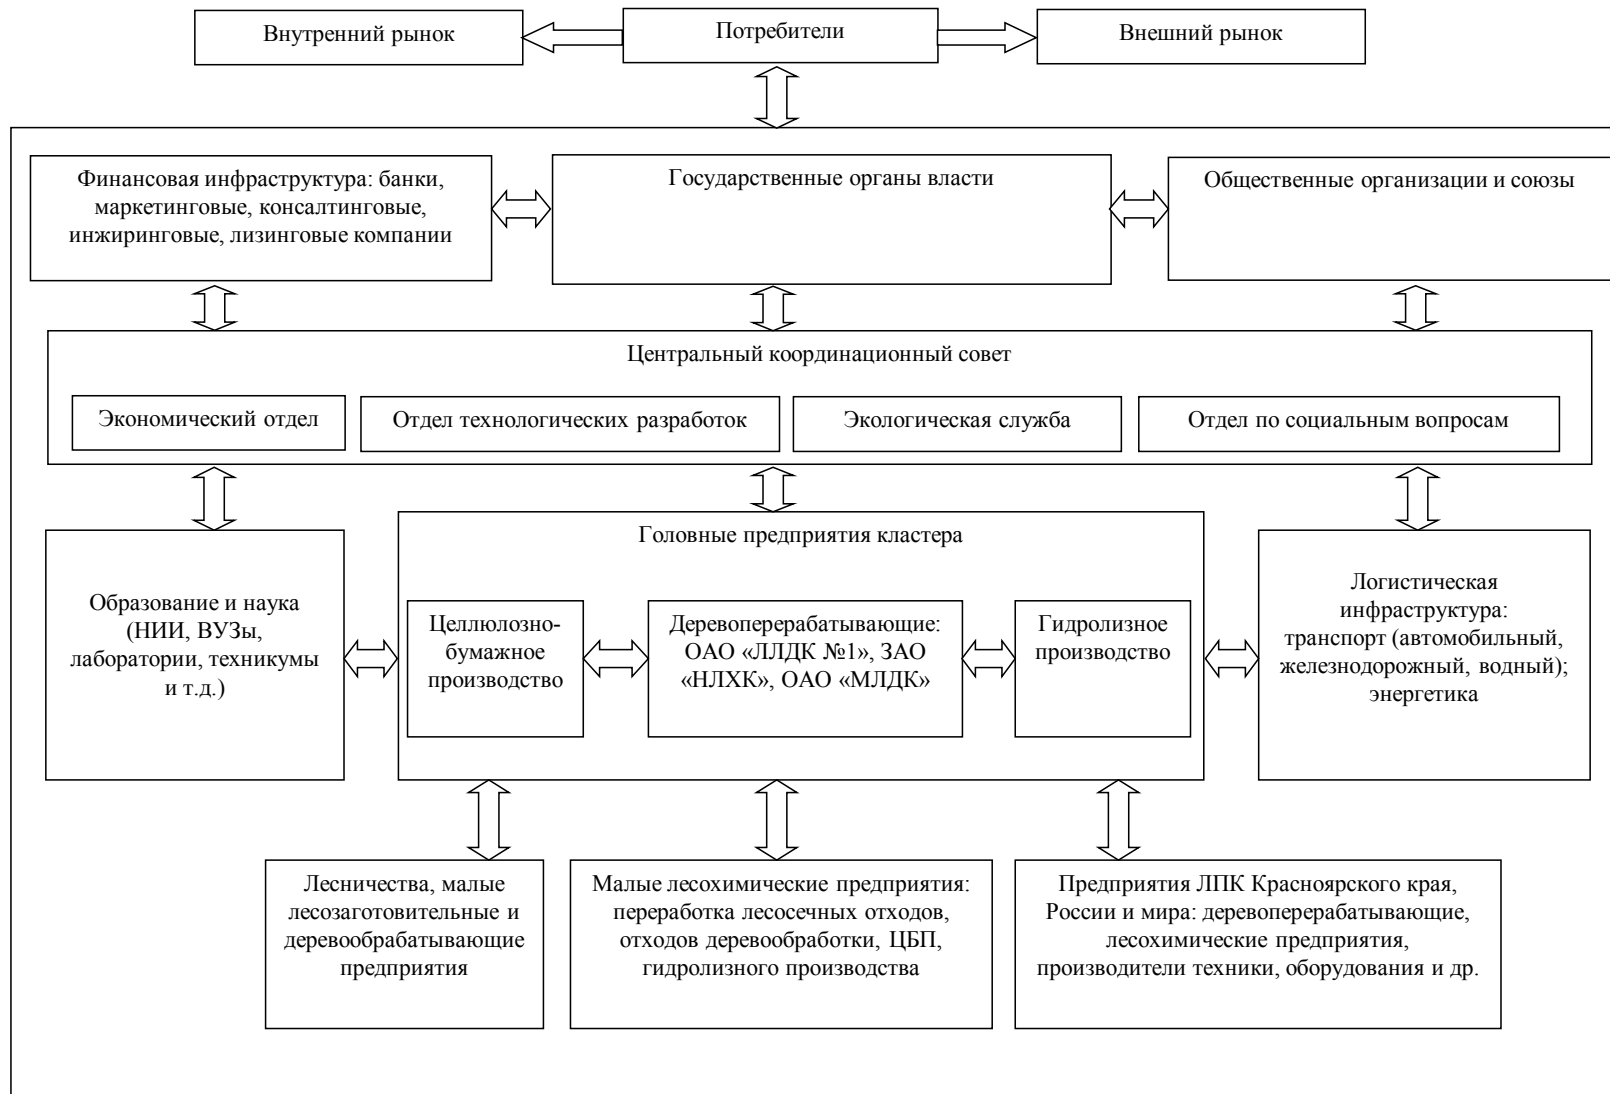 Внутренний рынок
Потребители
Внешний рынок
Финансовая инфраструктура: банки,
маркетинговые, консалтинговые,
инжиринговые, лизинговые компании
Государственные органы власти
Общественные организации и союзы
Центральный координационный совет
Экономический отдел
Отдел технологических разработок
Экологическая служба
Отдел по социальным вопросам
Образование и наука
(НИИ, ВУЗы,
лаборатории, техникумы
и т.д.)
Головные предприятия кластера
Целлюлозно-
бумажное
производство
Деревоперерабатывающие:
ОАО «ЛЛДК №1», ЗАО
«НЛХК», ОАО «МЛДК»
Гидролизное
производство
Логистическая
инфраструктура:
транспорт (автомобильный,
железнодорожный, водный);
энергетика
Лесничества, малые
лесозаготовительные и
деревообрабатывающие
предприятия
Малые лесохимические предприятия:
переработка лесосечных отходов,
отходов деревообработки, ЦБП,
гидролизного производства
Предприятия ЛПК Красноярского края,
России и мира: деревоперерабатывающие,
лесохимические предприятия,
производители техники, оборудования и др.